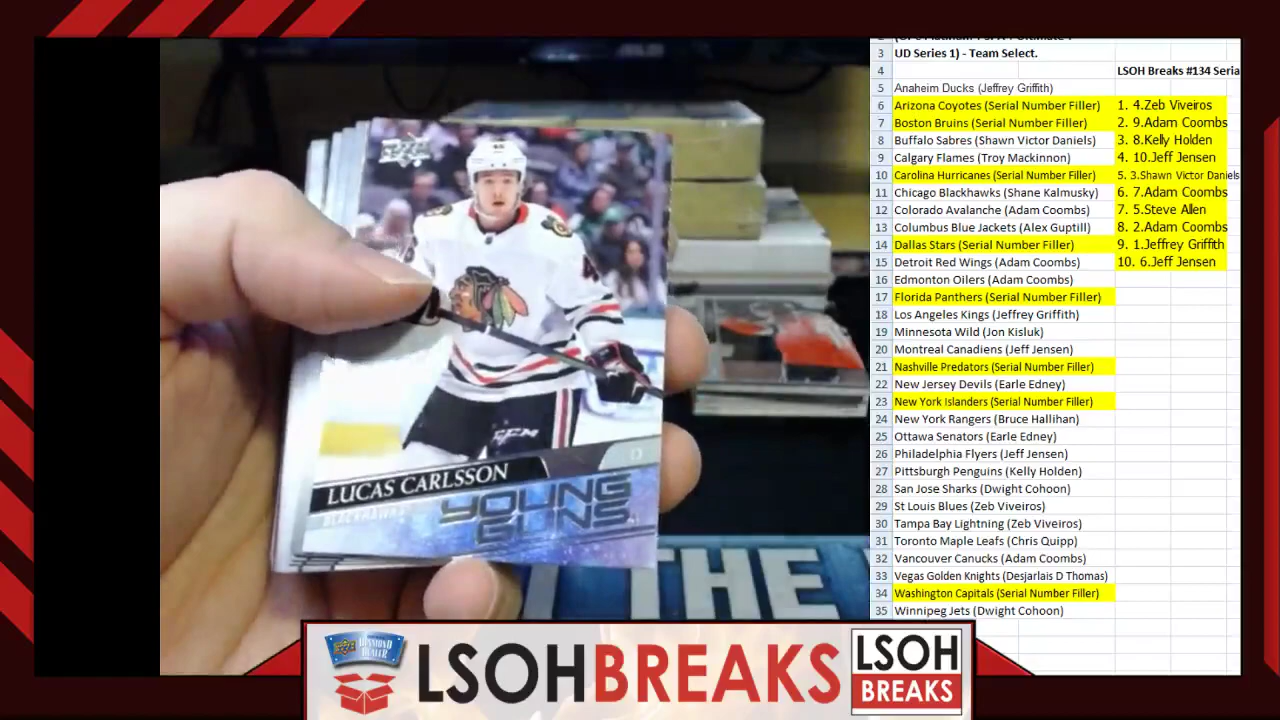 UD Series 1) - Team Select.
3
4
LSOH Breaks #134 Seria
5 Anaheim Ducks (Jeffrey Griffith)
6 Arizona Coyotes (Serial Number Filler) 1. 4.Zeb Viveiros
7 Boston Bruins (Serial Number Filler) 2. 9.Adam Coombs
8 Buffalo Sabres (Shawn Victor Daniels) 3. 8.Kelly Holden
9 Calgary Flames (Troy Mackinnon) 4. 10.Jeff Jensen
10 Carolina Hurricanes (Serial Number Filler) 5. 3.Shawn Victor Daniels
11 Chicago Blackhawks (Shane Kalmusky) 6. 7.Adam Coombs
12 Colorado Avalanche (Adam Coombs) 7. 5.Steve Allen
13 Columbus Blue Jackets (Alex Guptill) 8. 2.Adam Coombs
14 Dallas Stars (Serial Number Filler) 9. 1.Jeffrey Griffth
15 Detroit Red Wings (Adam Coombs) 10. 6.Jeff Jensen
16 Edmonton Oilers (Adam Coombs)
17 Florida Panthers (Serial Number Filler)
18 Los Angeles Kings (Jeffrey Griffith)
19 Minnesota Wild (Jon Kisluk)
20 Montreal Canadiens (Jeff Jensen)
21 Nashville Predators (Serial Number Filler)
22 New Jersey Devils (Earle Edney)
23 New York Islanders (Serial Number Filler)
24 New York Rangers (Bruce Hallihan)
25 Ottawa Senators (Earle Edney)
26 Philadelphia Flyers (Jeff Jensen)
27 Pittsburgh Penguins (Kelly Holden)
28 San Jose Sharks (Dwight Cohoon)
29 St Louis Blues (Zeb Viveiros)
30 Tampa Bay Lightning (Zeb Viveiros)
31 Toronto Maple Leafs (Chris Quipp)
32 Vancouver Canucks (Adam Coombs)
33 Vegas Golden Knights (Desjarlais D Thomas)
34 Washington Capitals (Serial Number Filler)
35 Winnipeg Jets (Dwight Cohoon)
LUCAS CARLSSON
D
BLACKHAWKS
YOUNG
GUNS
THE
DIAMOND
DEALER
LSOHBREAKS
LSOH
BREAKS